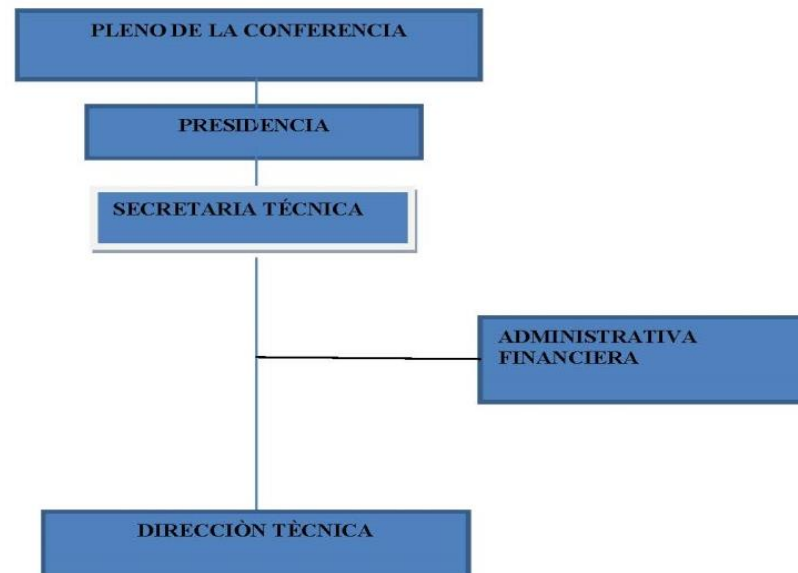 PLENO DE LA CONFERENCIA
PRESIDENCIA
SECRETARIA TÉCNICA
ADMINISTRATIVA
FINANCIERA
DIRECCIÒN TÈCNICA